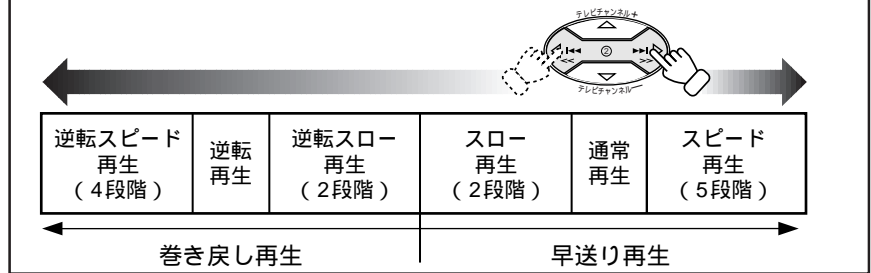 テレビチャンネル+
②
<< >>
テレビチャンネル−
逆転スピード
再生
(4段階)
逆転
再生
逆転スロー
再生
(2段階)
スロー
再生
(2段階)
通常
再生
スピード
再生
(5段階)
巻き戻し再生
早送り再生